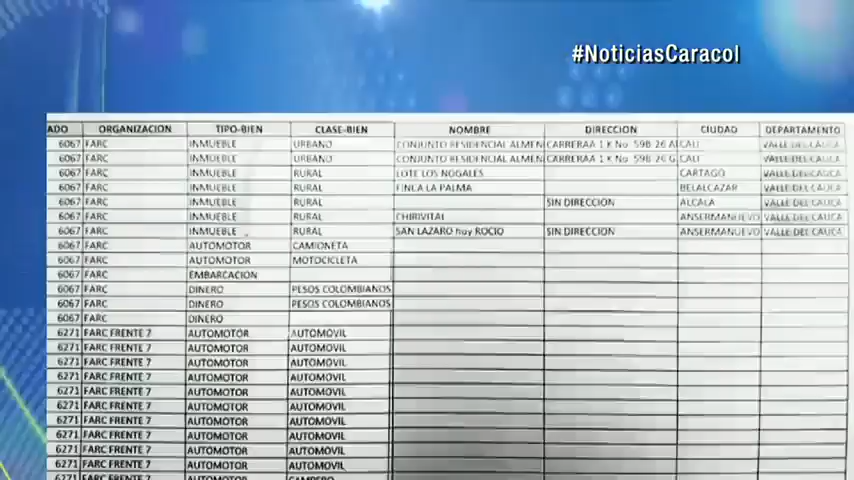 #NoticiasCaracol
ADO ORGANIZACION TIPO-BIEN CLASE-BIEN NOMBRE DIRECCION CIUDAD DEPARTAMENTO
6067 FARC INMUEBLE URBANO CONJUNTO RESIDENCIAL ALMEN CARRERAA 1 K No. 59B 26 A CALI VALLE DEL CAUCA
6067 FARC INMUEBLE URBANO CONJUNTO RESIDENCIAL ALMEN CARRERAA 1 K No. 59B 26 G CALI VALLE DEL CAUCA
6067 FARC INMUEBLE RURAL LOTE LOS NOGALES CARTAGO VALLE DEL CAUCA
6067 FARC INMUEBLE RURAL FINCA LA PALMA BELALCAZAR VALLE DEL CAUCA
6067 FARC INMUEBLE RURAL SIN DIRECCION ALCALA VALLE DEL CAUCA
6067 FARC INMUEBLE RURAL CHIRIVITAL ANSERMANUEVO VALLE DEL CAUCA
6067 FARC INMUEBLE RURAL SAN LAZARO hoy ROCIO SIN DIRECCION ANSERMANUEVO VALLE DEL CAUCA
6067 FARC AUTOMOTOR CAMIONETA
6067 FARC AUTOMOTOR MOTOCICLETA
6067 FARC EMBARCACION
6067 FARC DINERO PESOS COLOMBIANOS
6067 FARC DINERO PESOS COLOMBIANOS
6067 FARC DINERO
6271 FARC FRENTE 7 AUTOMOTOR AUTOMOVIL
6271 FARC FRENTE 7 AUTOMOTOR AUTOMOVIL
6271 FARC FRENTE 7 AUTOMOTOR AUTOMOVIL
6271 FARC FRENTE 7 AUTOMOTOR AUTOMOVIL
6271 FARC FRENTE 7 AUTOMOTOR AUTOMOVIL
6271 FARC FRENTE 7 AUTOMOTOR AUTOMOVIL
6271 FARC FRENTE 7 AUTOMOTOR AUTOMOVIL
6271 FARC FRENTE 7 AUTOMOTOR AUTOMOVIL
6271 FARC FRENTE 7 AUTOMOTOR AUTOMOVIL
6271 FARC FRENTE 7 AUTOMOTOR AUTOMOVIL
6271 FARC FRENTE 7 AUTOMOTOR CAMPERO